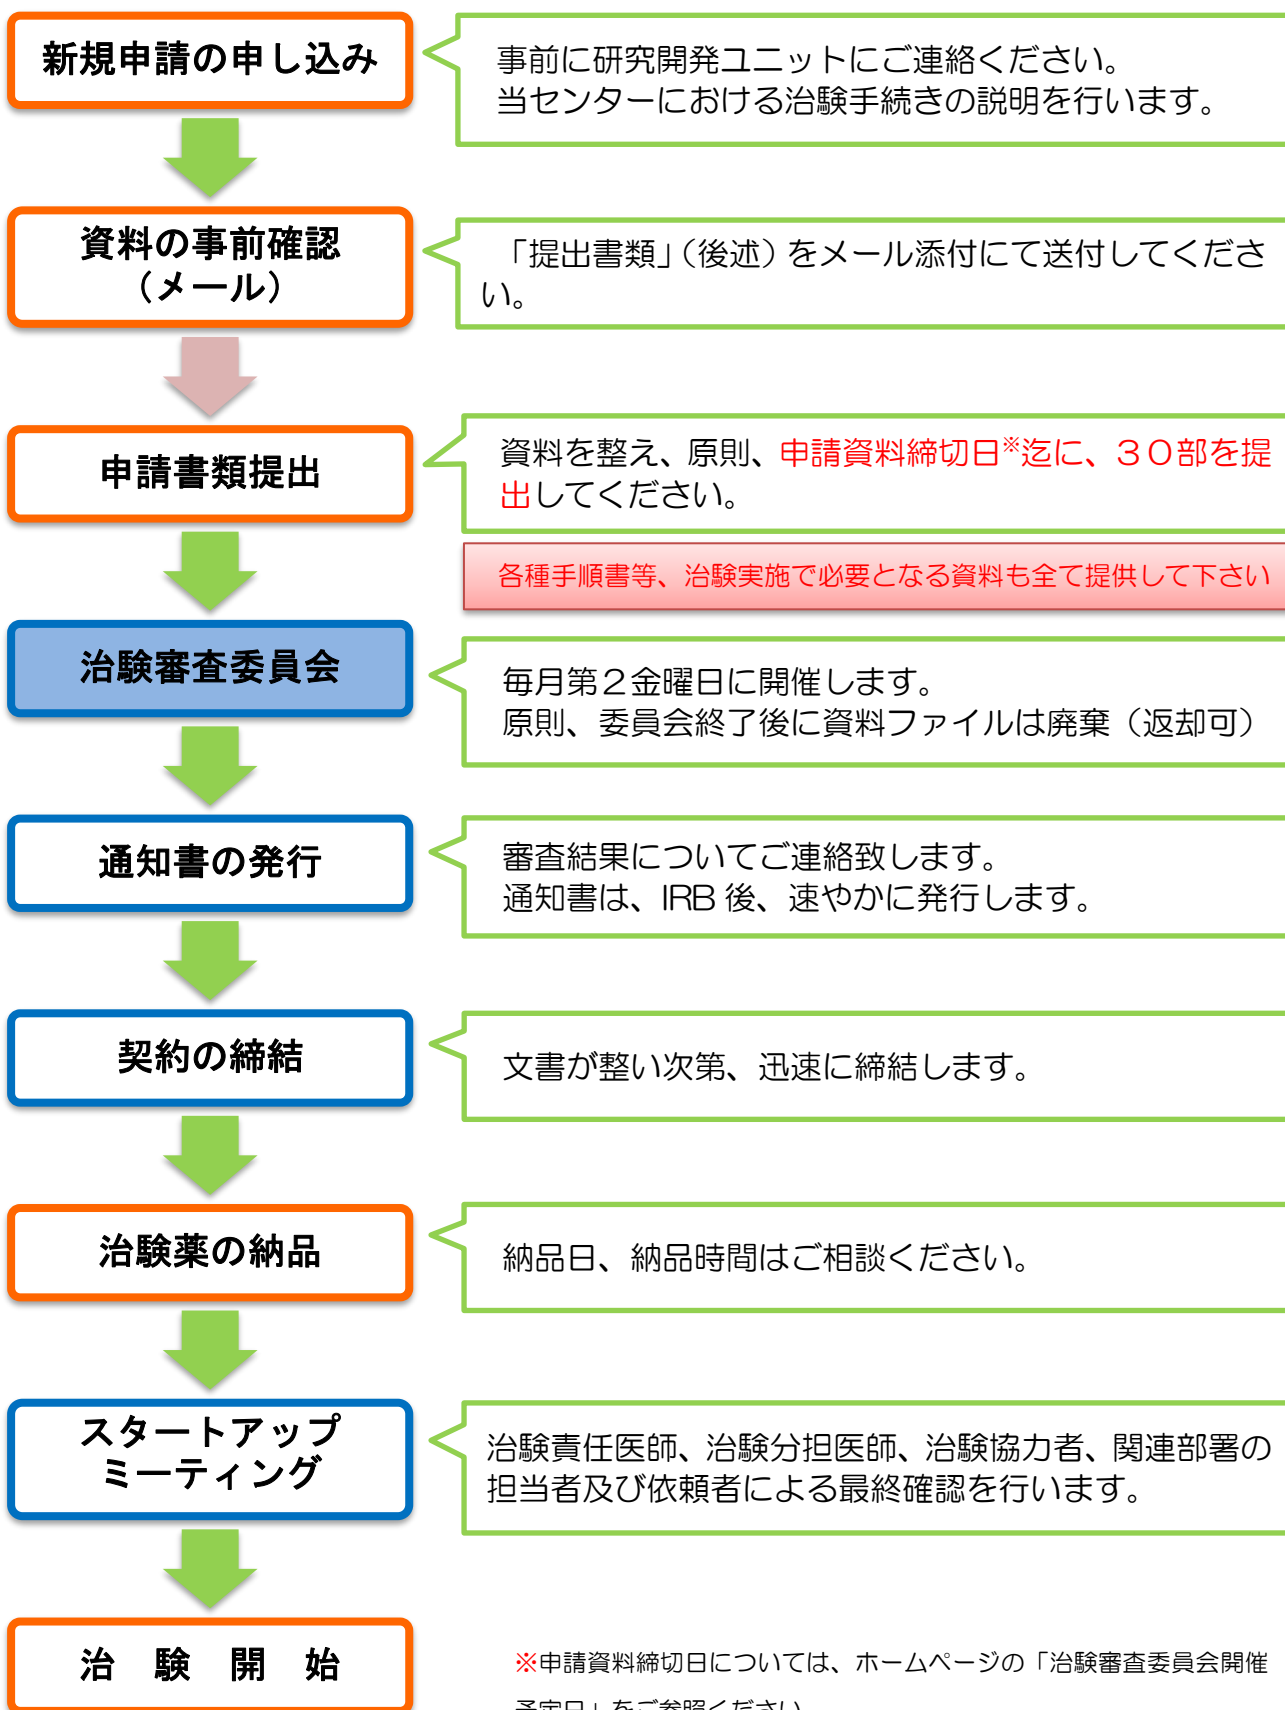 新規申請の申し込み
事前に研究開発ユニットにご連絡ください。
当センターにおける治験手続きの説明を行います。
資料の事前確認
（メール）
「提出書類」（後述）をメール添付にて送付してくださ
い。
申請書類提出
資料を整え、原則、申請資料締切日※迄に、３０部を提
出してください。
各種手順書等、治験実施で必要となる資料も全て提供して下さい
治験審査委員会
毎月第２金曜日に開催します。
原則、委員会終了後に資料ファイルは廃棄（返却可）
通知書の発行
審査結果についてご連絡致します。
通知書は、IRB 後、速やかに発行します。
契約の締結
文書が整い次第、迅速に締結します。
治験薬の納品
納品日、納品時間はご相談ください。
スタートアップ
ミーティング
治験責任医師、治験分担医師、治験協力者、関連部署の
担当者及び依頼者による最終確認を行います。
治　験　開　始
※申請資料締切日については、ホームページの「治験審査委員会開催
予定日」をご参照ください